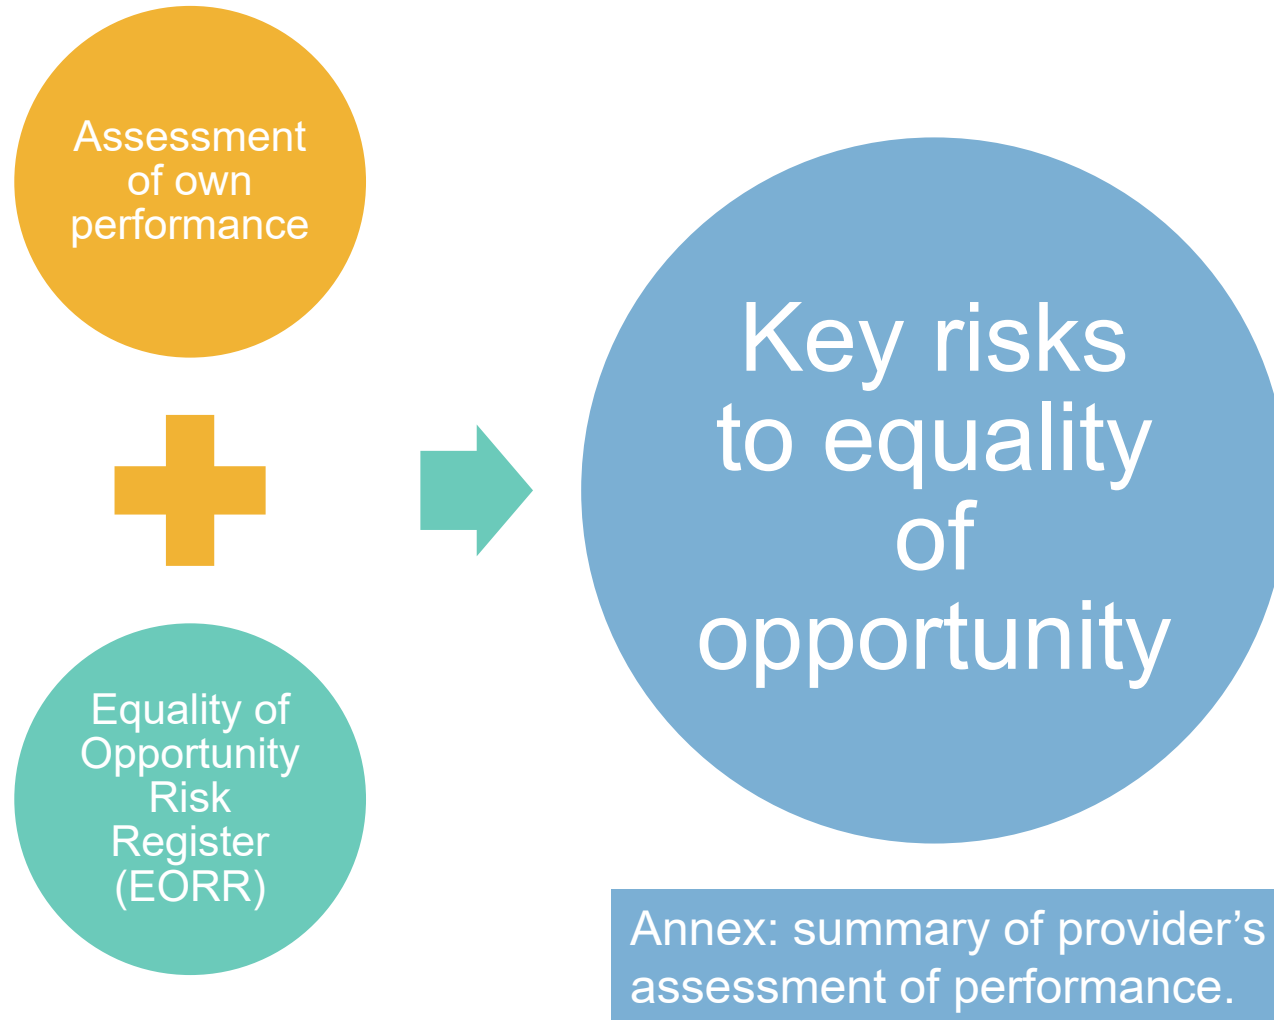 Assessment
of own
performance
Equality of
Opportunity
Risk
Register
(EORR)
Key risks
to equality
of
opportunity
Annex: summary of provider’s
assessment of performance.